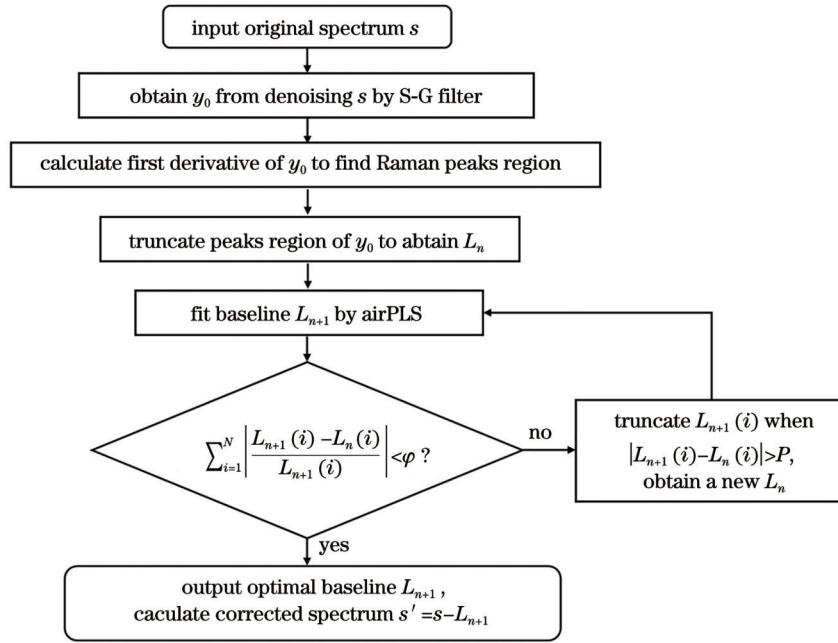 input original spectrum s
obtain y₀ from denoising s by S-G filter
calculate first derivative of y₀ to find Raman peaks region
truncate peaks region of y₀ to abtain Lₙ
fit baseline Lₙ₊₁ by airPLS
∑ᵢ₌₁ᴺ |(Lₙ₊₁(i)−Lₙ(i))/Lₙ₊₁(i)|<φ?
no
truncate Lₙ₊₁(i) when
|Lₙ₊₁(i)−Lₙ(i)|>P,
obtain a new Lₙ
yes
output optimal baseline Lₙ₊₁,
caculate corrected spectrum s′=s−Lₙ₊₁